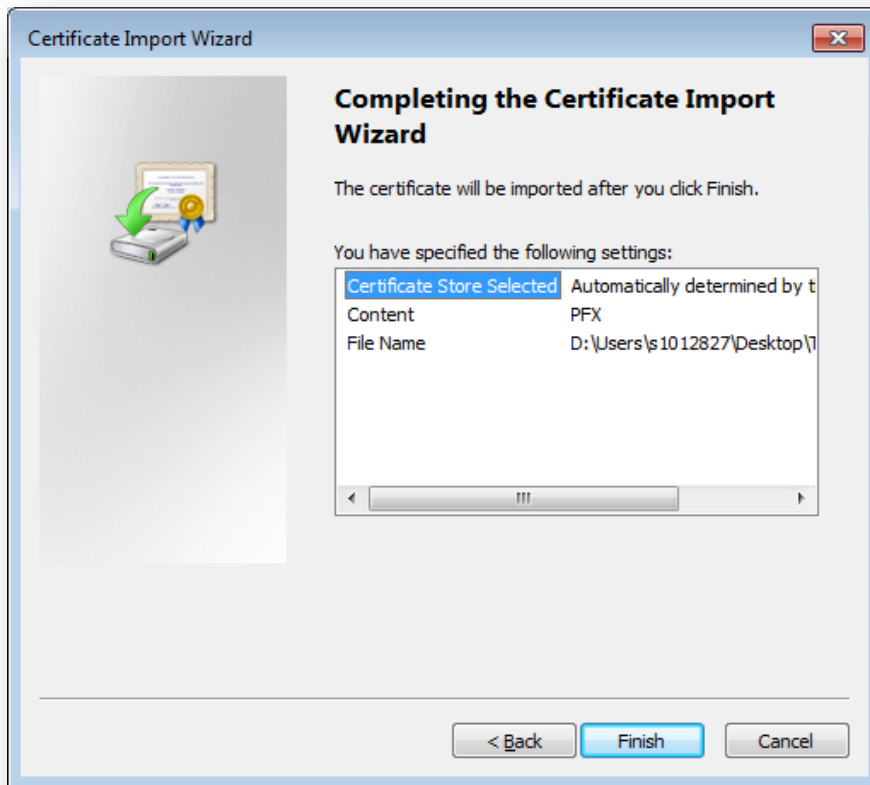 Certificate Import Wizard
Completing the Certificate Import
Wizard
The certificate will be imported after you click Finish.
You have specified the following settings:
Certificate Store Selected Automatically determined by t
Content PFX
File Name D:\Users\s1012827\Desktop\T
< Back Finish Cancel